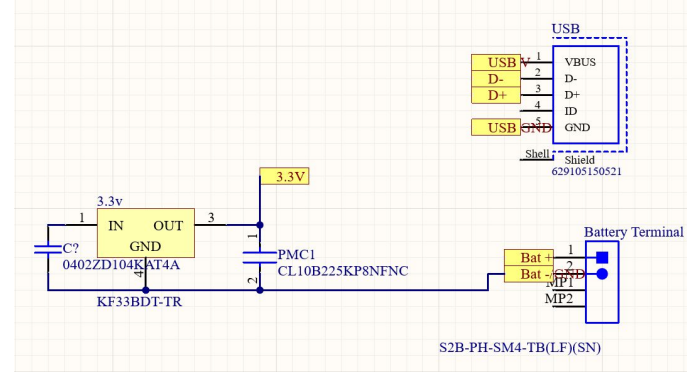 USB
USB V 1 VBUS
D- 2 D-
D+ 3 D+
4 ID
USB GND 5 GND
Shell Shield
629105150521
3.3V
3.3v
1 IN OUT 3
GND
4
C?
0402ZD104KAT4A
KF33BDT-TR
1
PMC1
CL10B225KP8NFNC
2
Battery Terminal
Bat + 1
Bat -/GND 2
MP1
MP2
S2B-PH-SM4-TB(LF)(SN)